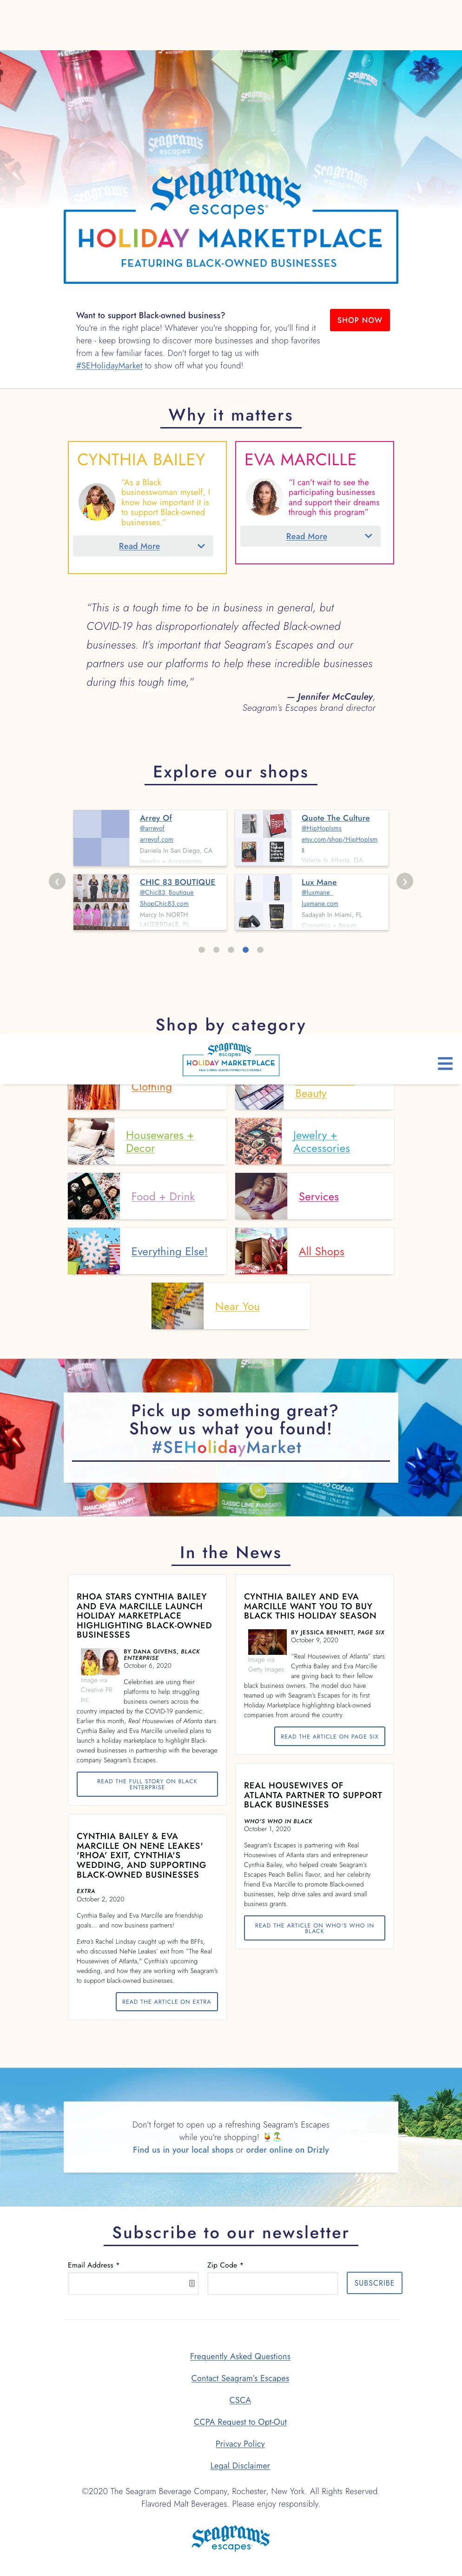 Seagram's
escapes
Seagram's
escapes
HOLIDAY MARKETPLACE
FEATURING BLACK-OWNED BUSINESSES
Want to support Black-owned business?
You're in the right place! Whatever you're shopping for, you'll find it
here - keep browsing to discover more businesses and shop favorites
from a few familiar faces. Don't forget to tag us with
#SEHolidayMarket to show off what you found!
SHOP NOW
Why it matters
CYNTHIA BAILEY
"As a Black
businesswoman myself, I
know how important it is
to support Black-owned
businesses."
Read More
EVA MARCILLE
"I can't wait to see the
participating businesses
and support their dreams
through this program"
Read More
"This is a tough time to be in business in general, but
COVID-19 has disproportionately affected Black-owned
businesses. It's important that Seagram's Escapes and our
partners use our platforms to help these incredible businesses
during this tough time,"
— Jennifer McCauley,
Seagram's Escapes brand director
Explore our shops
Arrey Of
@arreyof
arreyof.com
Daniela In San Diego, CA
Jewelry + Accessories
Quote The Culture
@HipHopIsms
etsy.com/shop/HipHopIsm
s
Valerie In Atlanta, GA
CHIC 83 BOUTIQUE
@Chic83_Boutique
ShopChic83.com
Marcy In NORTH
LAUDERDALE, FL
Lux Mane
@luxmane_
luxmane.com
Sadayah In Miami, FL
Cosmetics + Beauty
Shop by category
Seagram's
escapes
HOLIDAY MARKETPLACE
FEATURING BLACK-OWNED BUSINESSES
Clothing
Beauty
Housewares +
Decor
Jewelry +
Accessories
Food + Drink
Services
Everything Else!
All Shops
Near You
Pick up something great?
Show us what you found!
#SEHolidayMarket
JAMAICAN ME HAPPY
CLASSIC LIME MARGARITA
COLADA
In the News
RHOA STARS CYNTHIA BAILEY
AND EVA MARCILLE LAUNCH
HOLIDAY MARKETPLACE
HIGHLIGHTING BLACK-OWNED
BUSINESSES
Image via
Creative PR
Inc.
BY DANA GIVENS, BLACK
ENTERPRISE
October 6, 2020
Celebrities are using their
platforms to help struggling
business owners across the
country impacted by the COVID-19 pandemic.
Earlier this month, Real Housewives of Atlanta stars
Cynthia Bailey and Eva Marcille unveiled plans to
launch a holiday marketplace to highlight Black-
owned businesses in partnership with the beverage
company Seagram's Escapes.
READ THE FULL STORY ON BLACK
ENTERPRISE
CYNTHIA BAILEY & EVA
MARCILLE ON NENE LEAKES'
'RHOA' EXIT, CYNTHIA'S
WEDDING, AND SUPPORTING
BLACK-OWNED BUSINESSES
EXTRA
October 2, 2020
Cynthia Bailey and Eva Marcille are friendship
goals... and now business partners!
Extra's Rachel Lindsay caught up with the BFFs,
who discussed NeNe Leakes' exit from "The Real
Housewives of Atlanta," Cynthia's upcoming
wedding, and how they are working with Seagram's
to support black-owned businesses.
READ THE ARTICLE ON EXTRA
CYNTHIA BAILEY AND EVA
MARCILLE WANT YOU TO BUY
BLACK THIS HOLIDAY SEASON
Image via
Getty Images.
BY JESSICA BENNETT, PAGE SIX
October 9, 2020
"Real Housewives of Atlanta" stars
Cynthia Bailey and Eva Marcille
are giving back to their fellow
black business owners. The model duo have
teamed up with Seagram's Escapes for its first
Holiday Marketplace highlighting black-owned
companies from around the country.
READ THE ARTICLE ON PAGE SIX
REAL HOUSEWIVES OF
ATLANTA PARTNER TO SUPPORT
BLACK BUSINESSES
WHO'S WHO IN BLACK
October 1, 2020
Seagram's Escapes is partnering with Real
Housewives of Atlanta stars and entrepreneur
Cynthia Bailey, who helped create Seagram's
Escapes Peach Bellini flavor, and her celebrity
friend Eva Marcille to promote Black-owned
businesses, help drive sales and award small
business grants.
READ THE ARTICLE ON WHO'S WHO IN
BLACK
Don't forget to open up a refreshing Seagram's Escapes
while you're shopping! 🍹🏝
Find us in your local shops or order online on Drizly
Subscribe to our newsletter
Email Address *
Zip Code *
SUBSCRIBE
Frequently Asked Questions
Contact Seagram's Escapes
CSCA
CCPA Request to Opt-Out
Privacy Policy
Legal Disclaimer
©2020 The Seagram Beverage Company, Rochester, New York. All Rights Reserved.
Flavored Malt Beverages. Please enjoy responsibly.
Seagram's
escapes